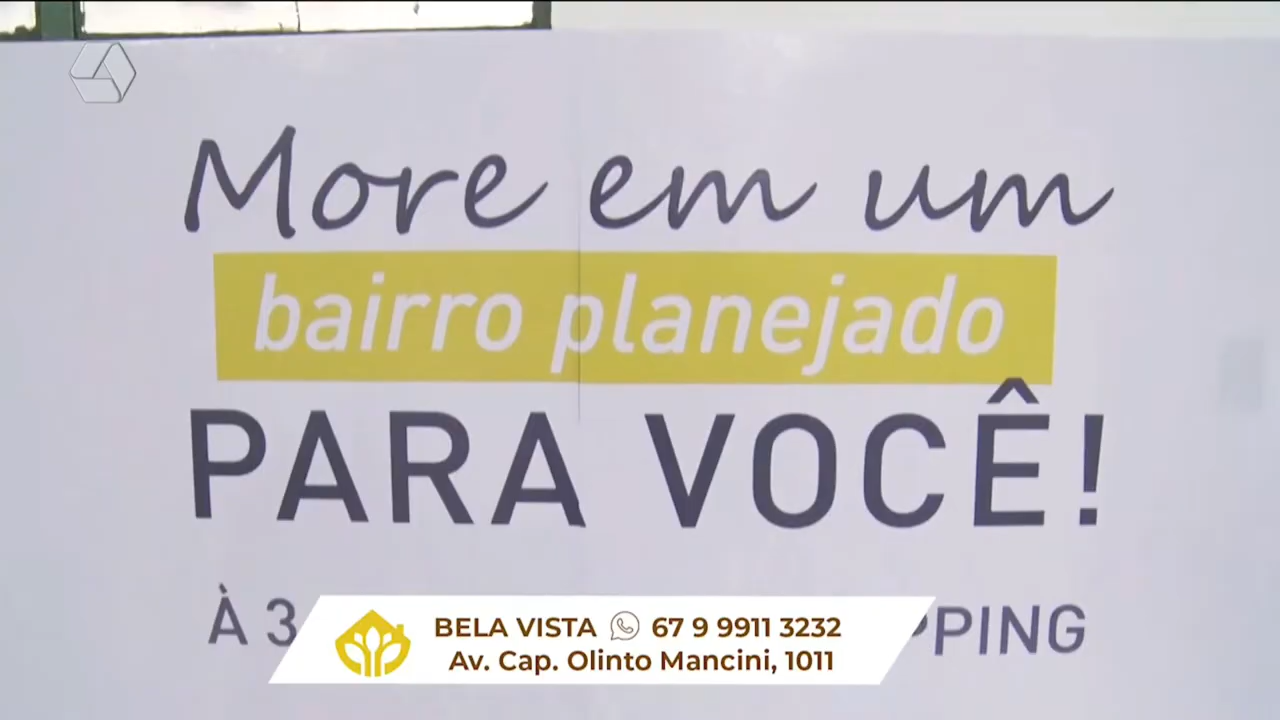 More em um
bairro planejado
PARA VOCÊ!
À 3
BELA VISTA 67 9 9911 3232
Av. Cap. Olinto Mancini, 1011